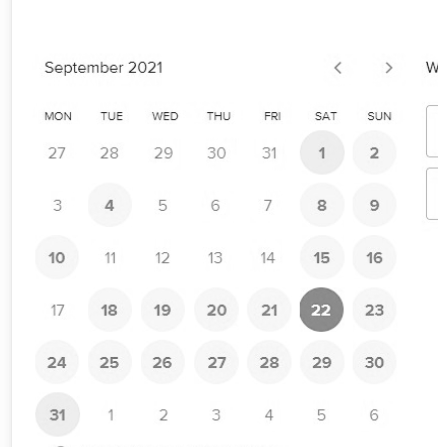 September 2021
W
MON TUE WED THU FRI SAT SUN
27 28 29 30 31 1 2
3 4 5 6 7 8 9
10 11 12 13 14 15 16
17 18 19 20 21 22 23
24 25 26 27 28 29 30
31 1 2 3 4 5 6